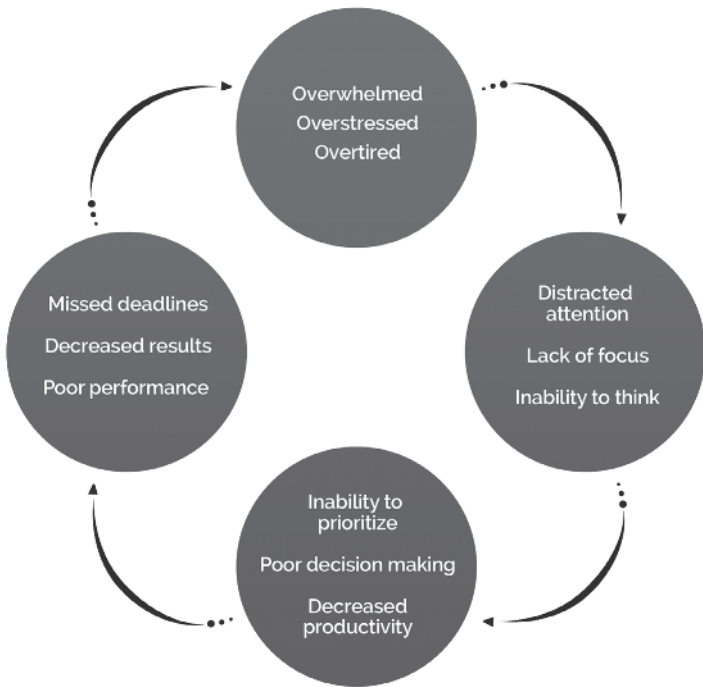 Overwhelmed
Overstressed
Overtired
Distracted
attention
Lack of focus
Inability to think
Inability to
prioritize
Poor decision making
Decreased
productivity
Missed deadlines
Decreased results
Poor performance